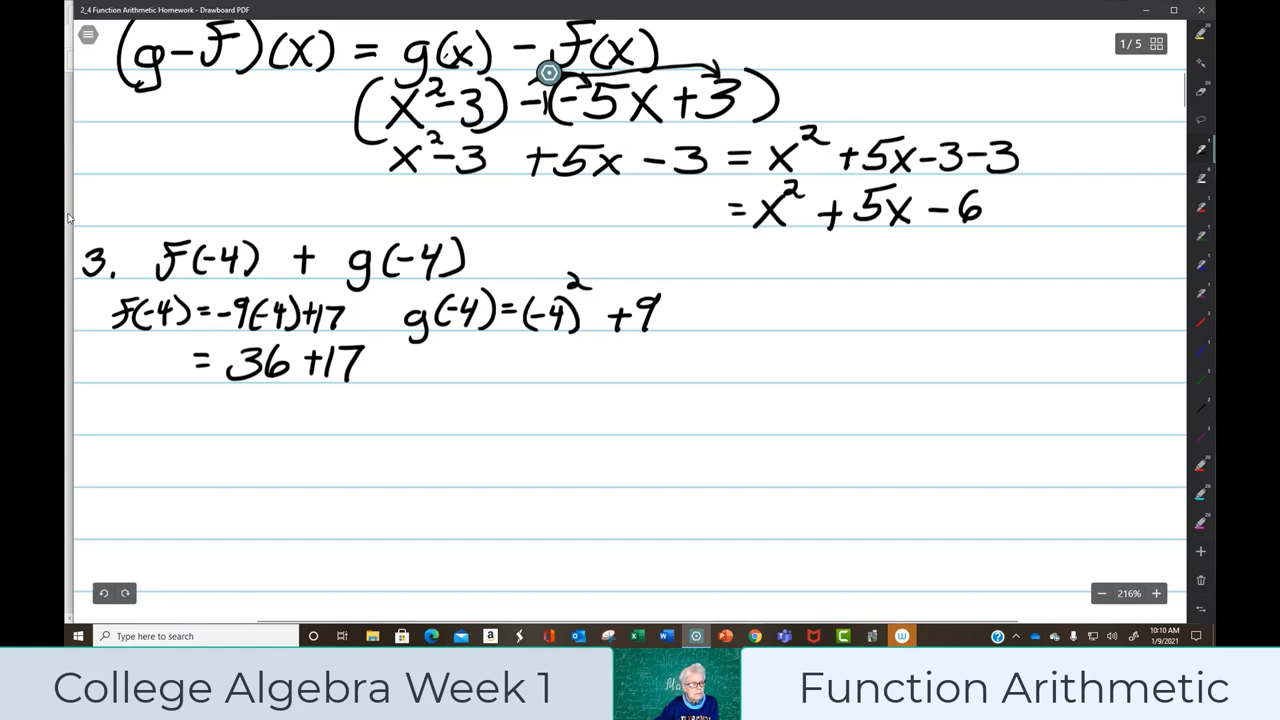 2_4 Function Arithmetic Homework - Drawboard PDF
(g-F)(x) = g(x) - F(x)
1/5
(x²-3) -1(-5x+3)
x²-3 +5x -3 = x² +5x-3-3
= x² + 5x - 6
3. F(-4) + g(-4)
F(-4)=-9(-4)+17 g(-4)=(-4)² +9
= 36 +17
216%
Type here to search
10:10 AM
1/9/2021
College Algebra Week 1
Function Arithmetic